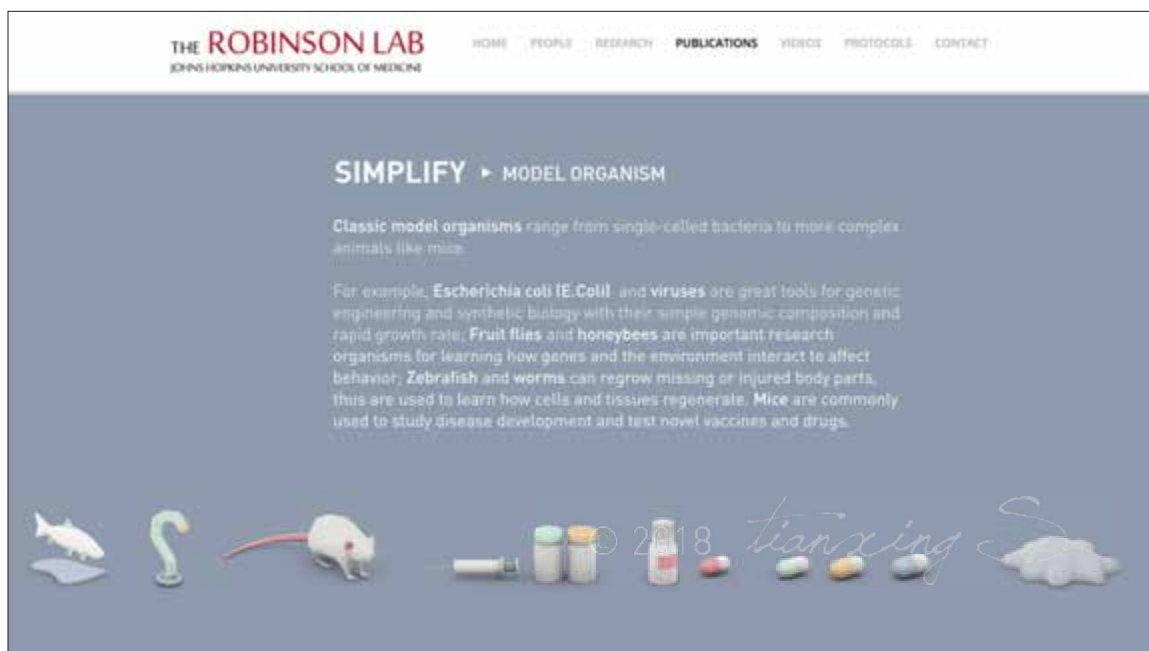 THE ROBINSON LAB
JOHNS HOPKINS UNIVERSITY SCHOOL OF MEDICINE
HOME PEOPLE RESEARCH PUBLICATIONS VIDEOS PROTOCOLS CONTACT
SIMPLIFY ▸ MODEL ORGANISM
Classic model organisms range from single-celled bacteria to more complex
animals like mice.
For example, Escherichia coli (E.Coli) and viruses are great tools for genetic
engineering and synthetic biology with their simple genomic composition and
rapid growth rate; Fruit flies and honeybees are important research
organisms for learning how genes and the environment interact to affect
behavior; Zebrafish and worms can regrow missing or injured body parts,
thus are used to learn how cells and tissues regenerate. Mice are commonly
used to study disease development and test novel vaccines and drugs.
© 2018 tianxing S